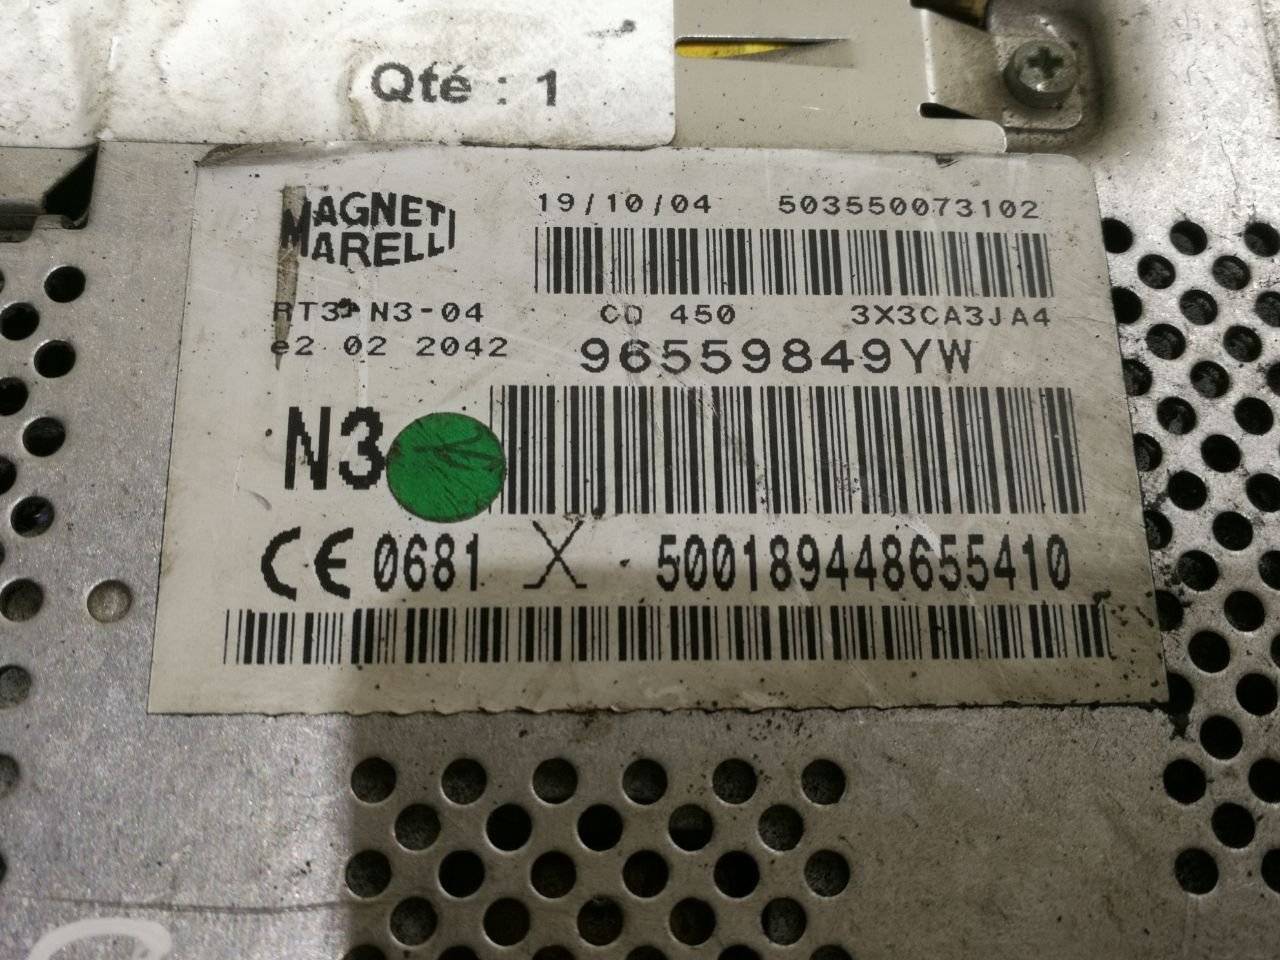 Qté : 1
MAGNETI MARELLI
19/10/04 503550073102
RT3 N3-04 CD 450 3X3CA3JA4
e2 02 2042 96559849YW
N3
CE 0681 X 500189448655410